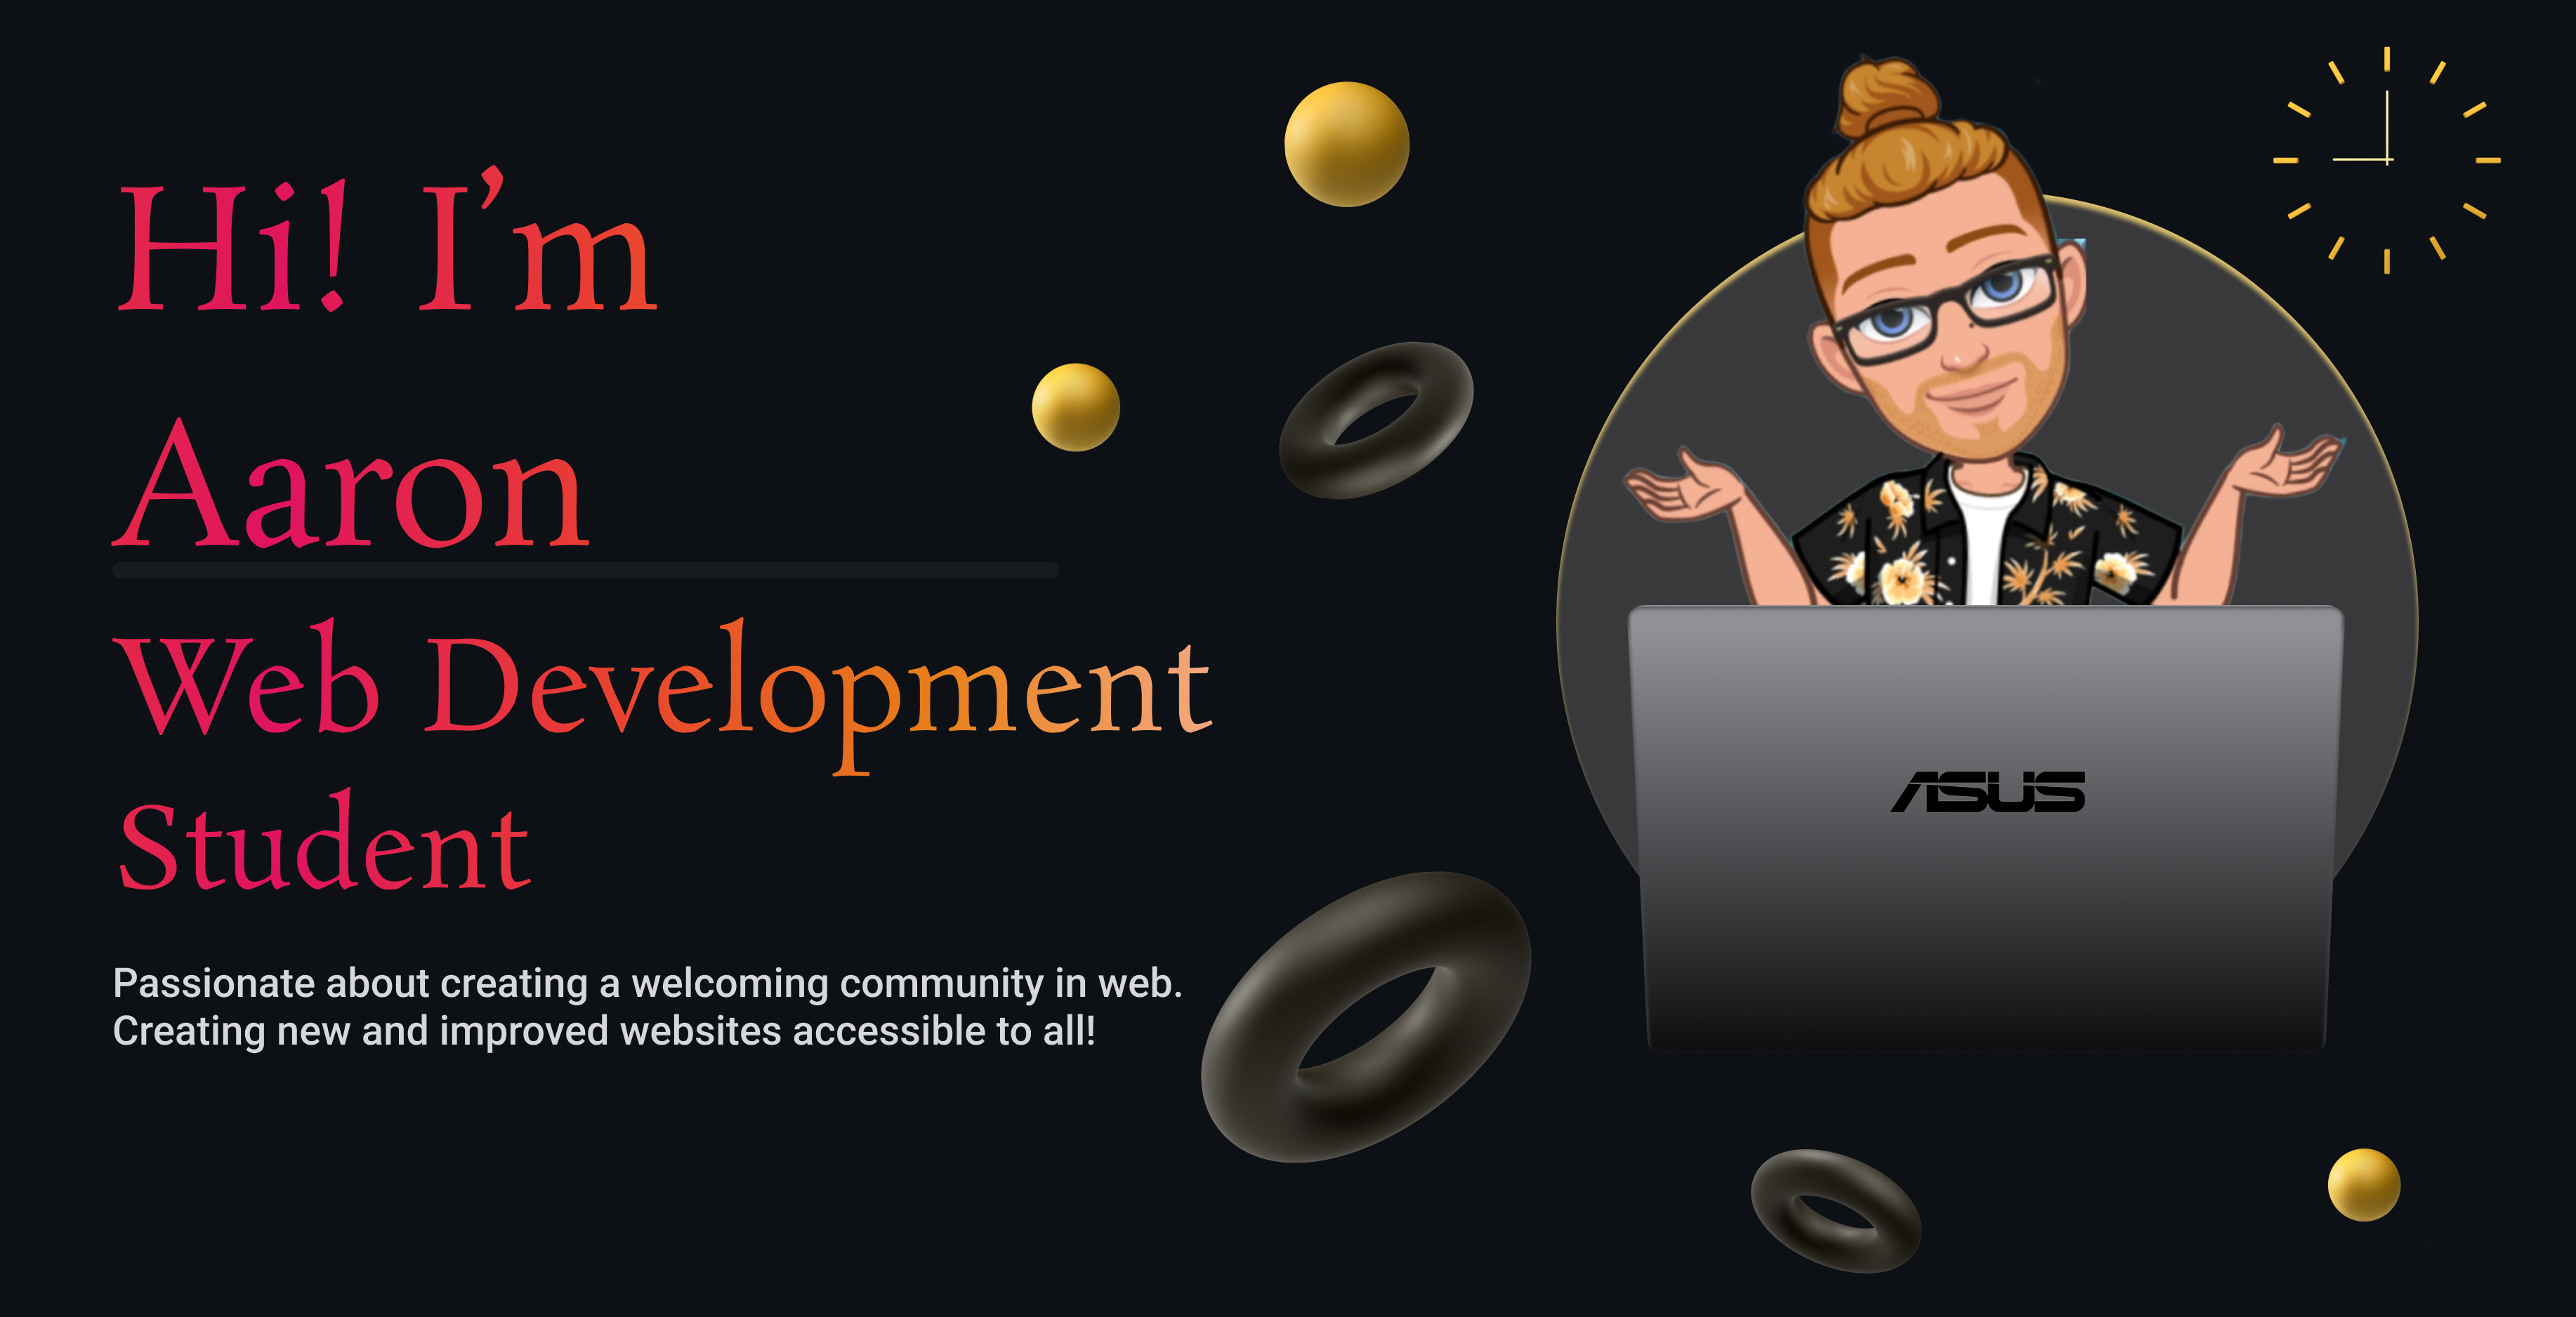 Hi! I’m
Aaron
Web Development
Student
Passionate about creating a welcoming community in web.
Creating new and improved websites accessible to all!
ASUS